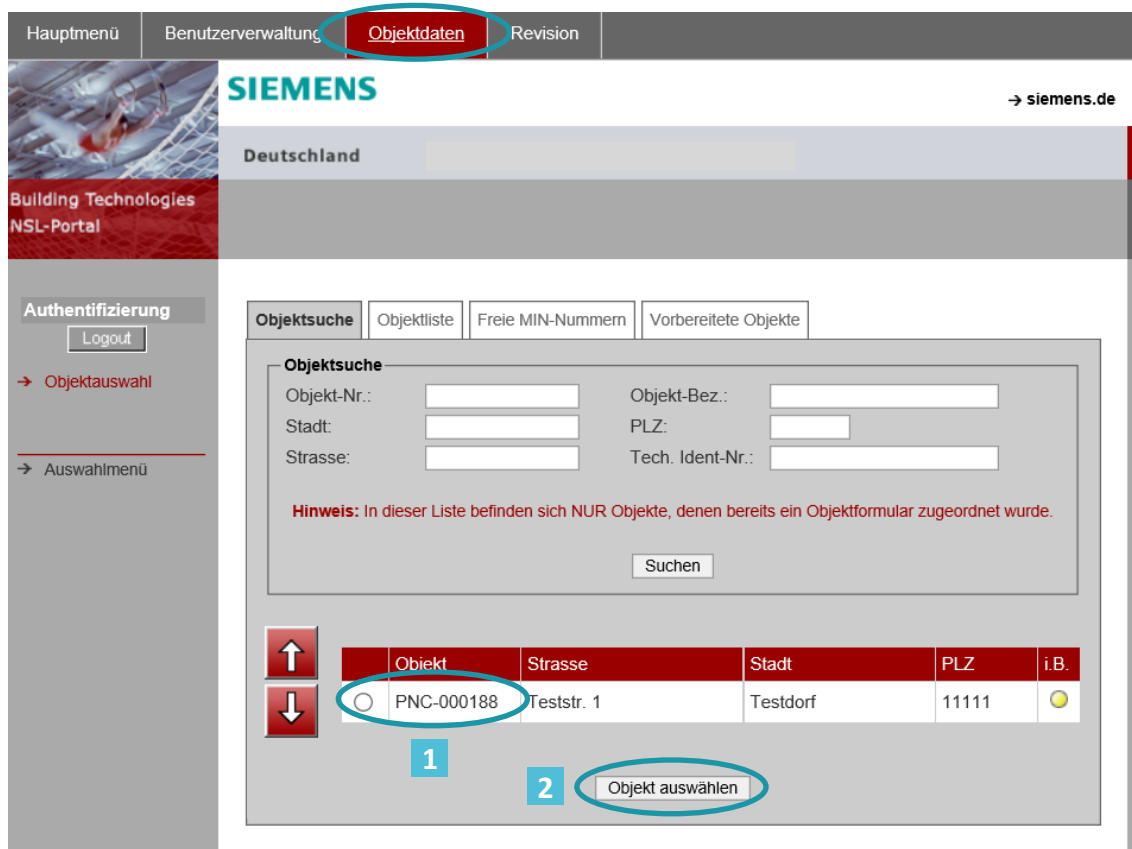 Hauptmenü Benutzerverwaltung Objektdaten Revision
SIEMENS
→ siemens.de
Deutschland
Building Technologies
NSL-Portal
Authentifizierung
Logout
→ Objektauswahl
→ Auswahlmenü
Objektsuche Objektliste Freie MIN-Nummern Vorbereitete Objekte
Objektsuche
Objekt-Nr.: Objekt-Bez.:
Stadt: PLZ:
Strasse: Tech. Ident-Nr.:
Hinweis: In dieser Liste befinden sich NUR Objekte, denen bereits ein Objektformular zugeordnet wurde.
Suchen
Objekt Strasse Stadt PLZ i.B.
PNC-000188 Teststr. 1 Testdorf 11111
1
2 Objekt auswählen